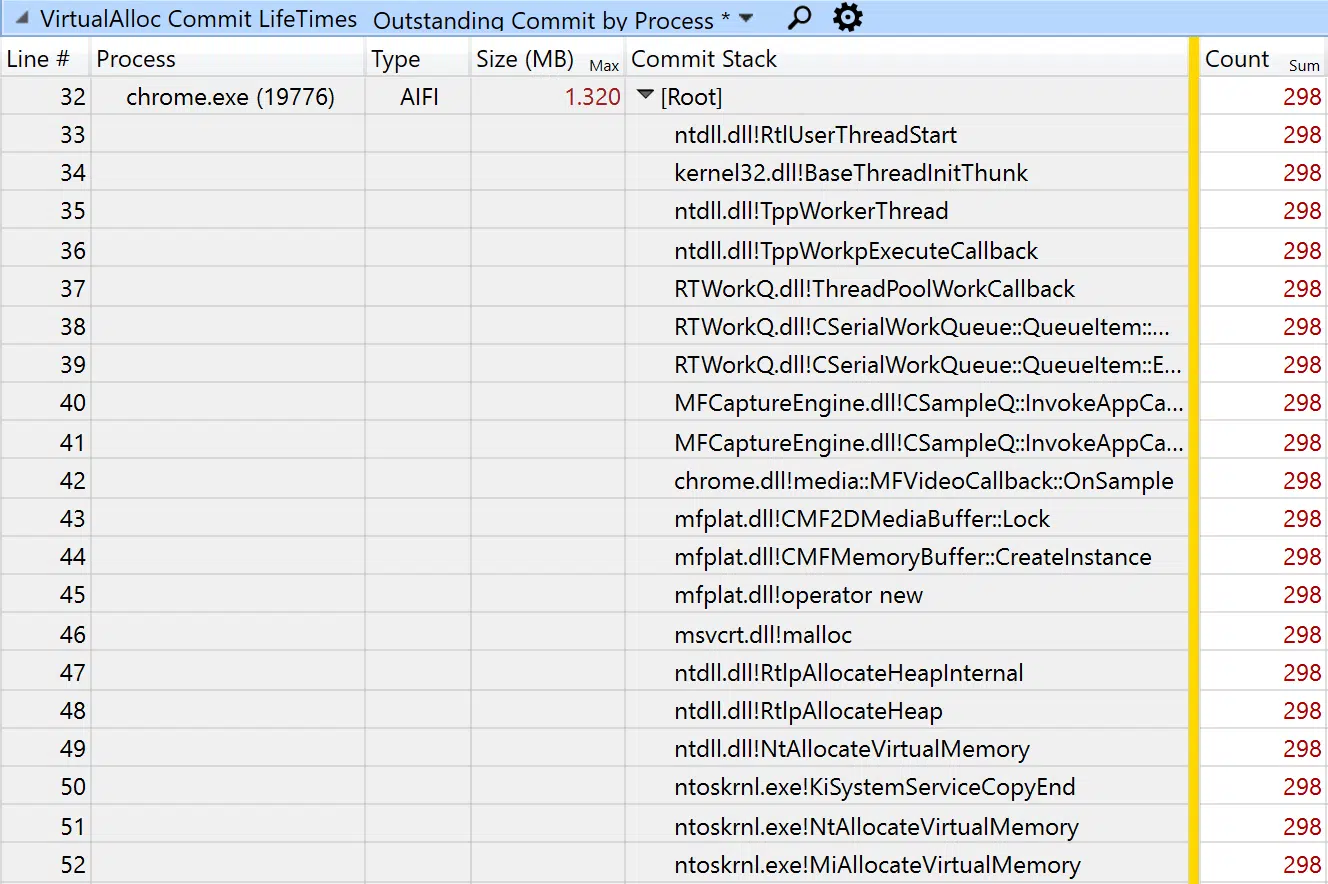 VirtualAlloc Commit LifeTimes Outstanding Commit by Process *
Line # Process Type Size (MB) Max Commit Stack Count Sum
32 chrome.exe (19776) AIFI 1.320 [Root] 298
33 ntdll.dll!RtlUserThreadStart 298
34 kernel32.dll!BaseThreadInitThunk 298
35 ntdll.dll!TppWorkerThread 298
36 ntdll.dll!TppWorkpExecuteCallback 298
37 RTWorkQ.dll!ThreadPoolWorkCallback 298
38 RTWorkQ.dll!CSerialWorkQueue::QueueItem::... 298
39 RTWorkQ.dll!CSerialWorkQueue::QueueItem::E... 298
40 MFCaptureEngine.dll!CSampleQ::InvokeAppCa... 298
41 MFCaptureEngine.dll!CSampleQ::InvokeAppCa... 298
42 chrome.dll!media::MFVideoCallback::OnSample 298
43 mfplat.dll!CMF2DMediaBuffer::Lock 298
44 mfplat.dll!CMFMemoryBuffer::CreateInstance 298
45 mfplat.dll!operator new 298
46 msvcrt.dll!malloc 298
47 ntdll.dll!RtlpAllocateHeapInternal 298
48 ntdll.dll!RtlpAllocateHeap 298
49 ntdll.dll!NtAllocateVirtualMemory 298
50 ntoskrnl.exe!KiSystemServiceCopyEnd 298
51 ntoskrnl.exe!NtAllocateVirtualMemory 298
52 ntoskrnl.exe!MiAllocateVirtualMemory 298